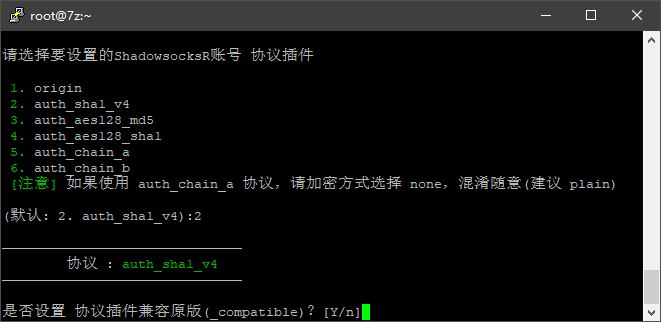 root@7z:~
请选择要设置的ShadowsocksR账号 协议插件
1. origin
2. auth_sha1_v4
3. auth_aes128_md5
4. auth_aes128_sha1
5. auth_chain_a
6. auth_chain_b
[注意] 如果使用 auth_chain_a 协议，请加密方式选择 none，混淆随意(建议 plain)
(默认: 2. auth_sha1_v4):2
协议 : auth_sha1_v4
是否设置 协议插件兼容原版(_compatible)? [Y/n]